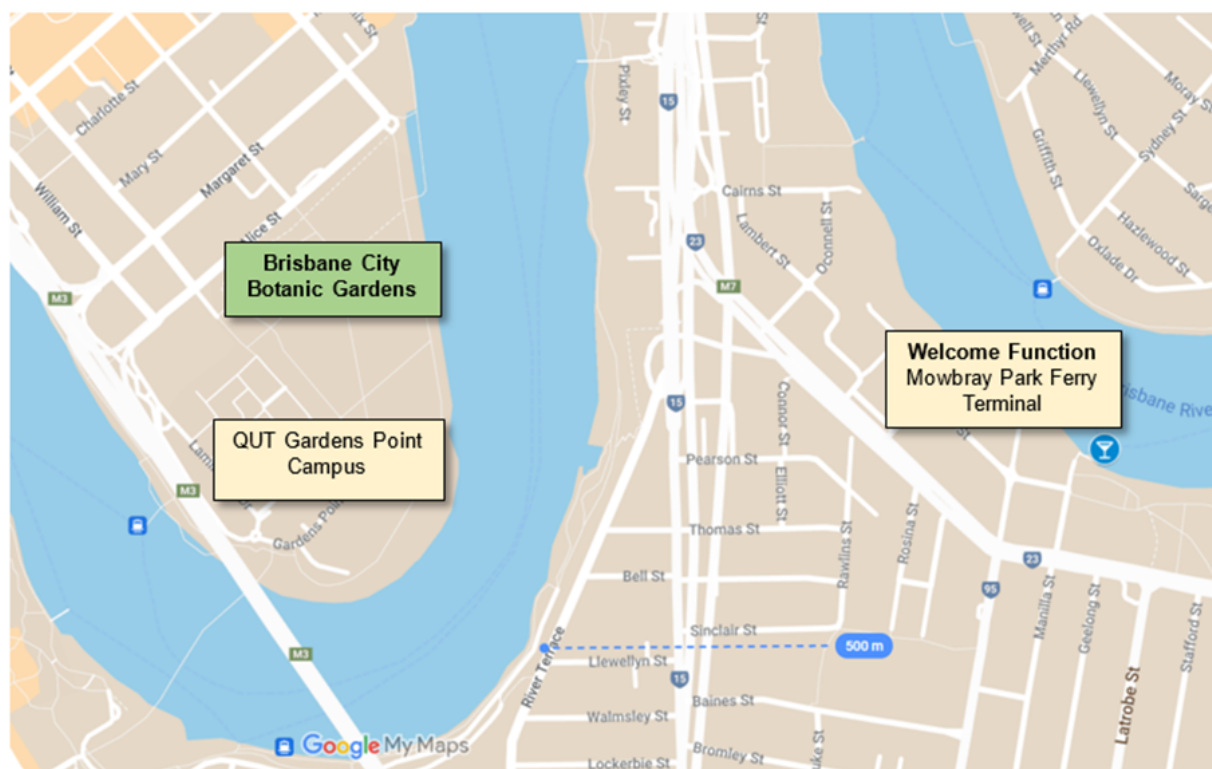 Charlotte St
Mary St
Margaret St
William St
Alice St
M3
Brisbane City
Botanic Gardens
QUT Gardens Point
Campus
M3
Gardens Point
M3
Pixley St
15
Cairns St
Lambert St
Oconnell St
23
M7
15
Connor St
Elliott St
Pearson St
Thomas St
Rawlins St
Rosina St
Bell St
Sinclair St
500 m
River Terrace
Llewellyn St
15
Walmsley St
Baines St
Bromley St
Lockerbie St
Merthyr Rd
Llewellyn St
Moray St
Sydney St
Griffith St
Hazlewood St
Oxlade Dr
Welcome Function
Mowbray Park Ferry
Terminal
23
95
Manilla St
Geelong St
Latrobe St
Stafford St
Google My Maps